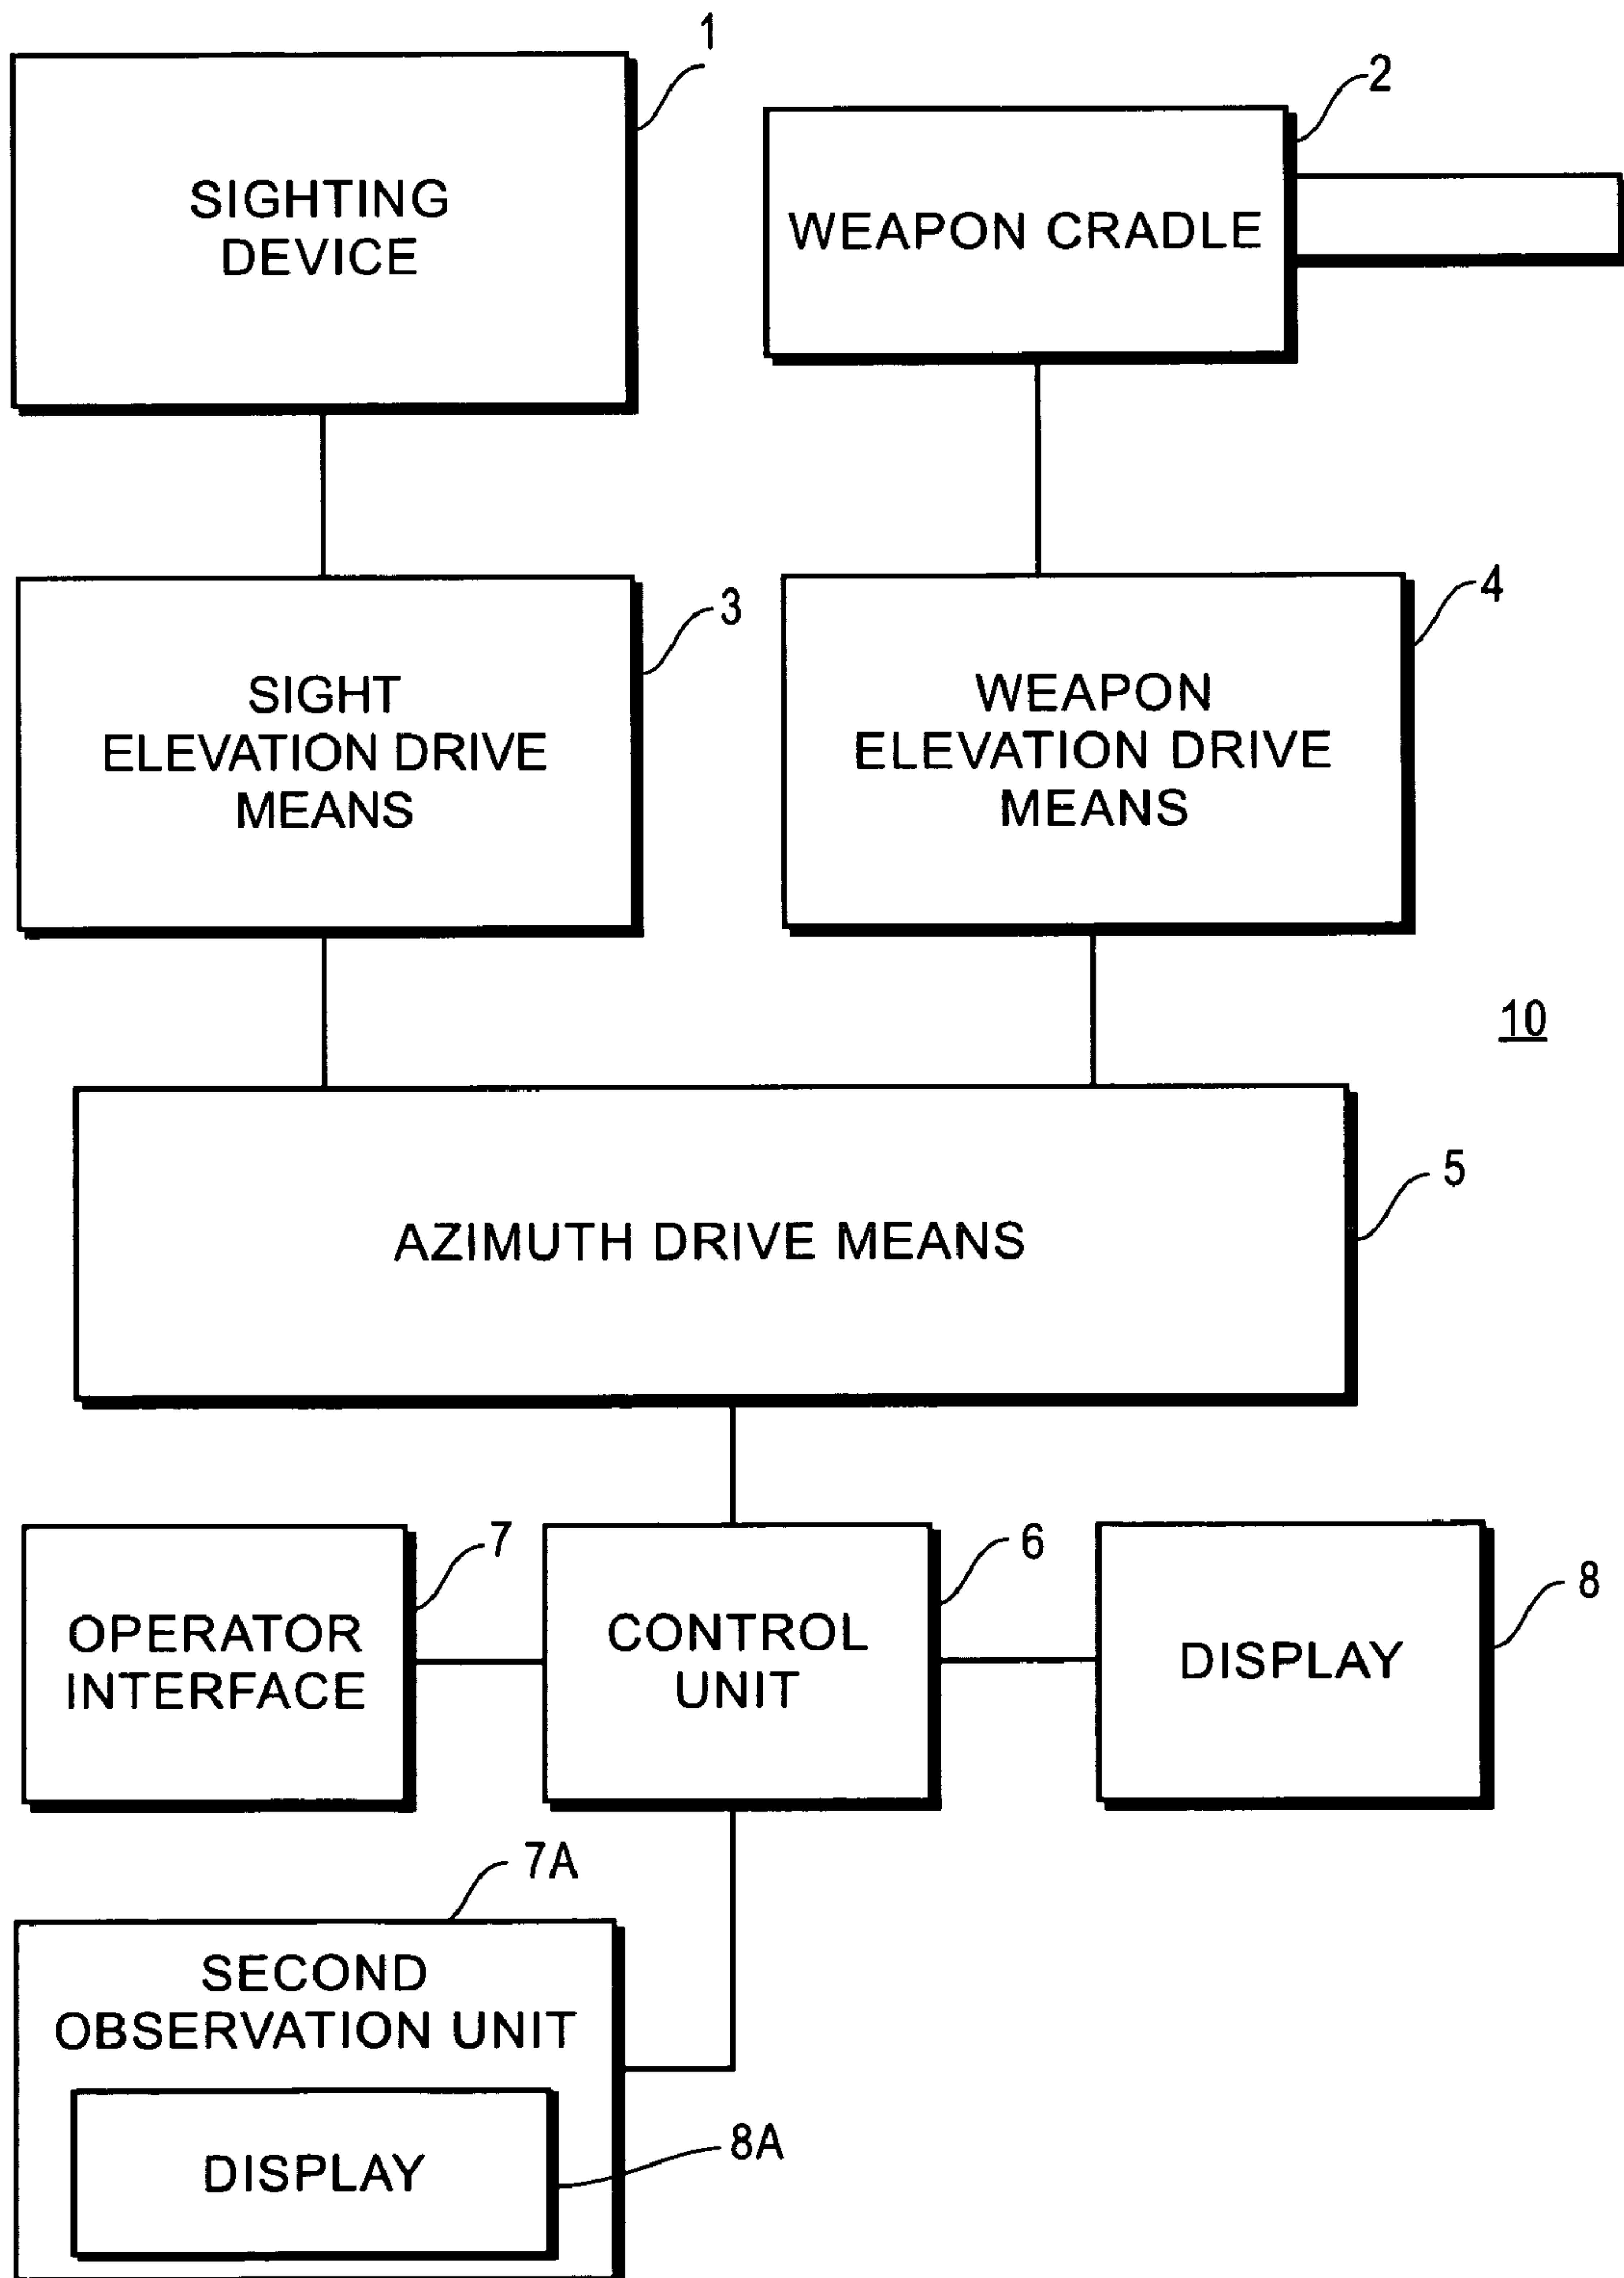 1
2
SIGHTING
DEVICE
WEAPON CRADLE
3
4
SIGHT
ELEVATION DRIVE
MEANS
WEAPON
ELEVATION DRIVE
MEANS
10
5
AZIMUTH DRIVE MEANS
7
6
8
OPERATOR
INTERFACE
CONTROL
UNIT
DISPLAY
7A
SECOND
OBSERVATION UNIT
8A
DISPLAY